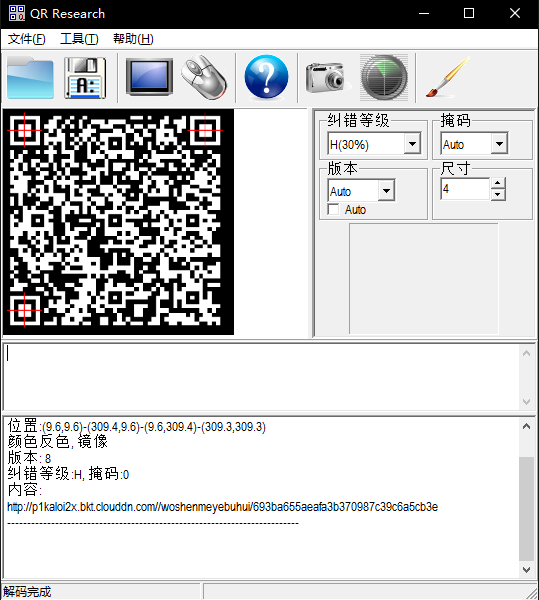 QR Research
文件(F) 工具(T) 帮助(H)
A:
纠错等级 掩码
H(30%) Auto
版本 尺寸
Auto 4
Auto
位置:(9.6,9.6)-(309.4,9.6)-(9.6,309.4)-(309.3,309.3)
颜色反色, 镜像
版本: 8
纠错等级:H, 掩码:0
内容:
http://p1kaloi2x.bkt.clouddn.com//woshenmeyebuhui/693ba655aeafa3b370987c39c6a5cb3e
------------------------------------------------------------------------
解码完成